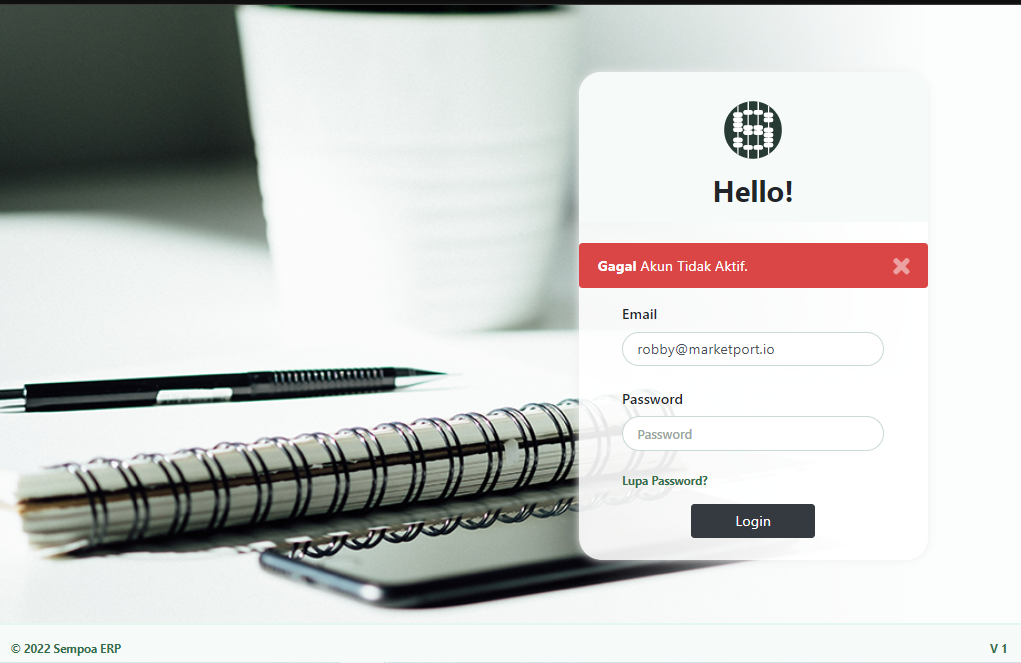 Hello!
Gagal Akun Tidak Aktif.
Email
robby@marketport.io
Password
Password
Lupa Password?
Login
© 2022 Sempoa ERP
V 1